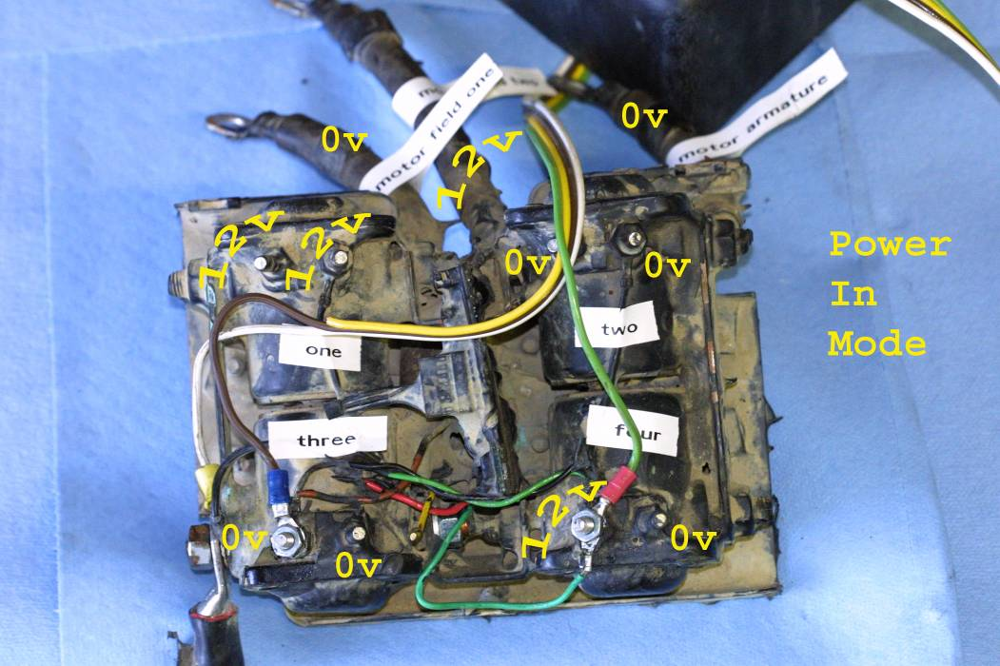 motor field one
motor armature
0v
0v
12v
12v
12v
0v
0v
Power
In
Mode
one
two
three
four
0v
0v
12v
0v